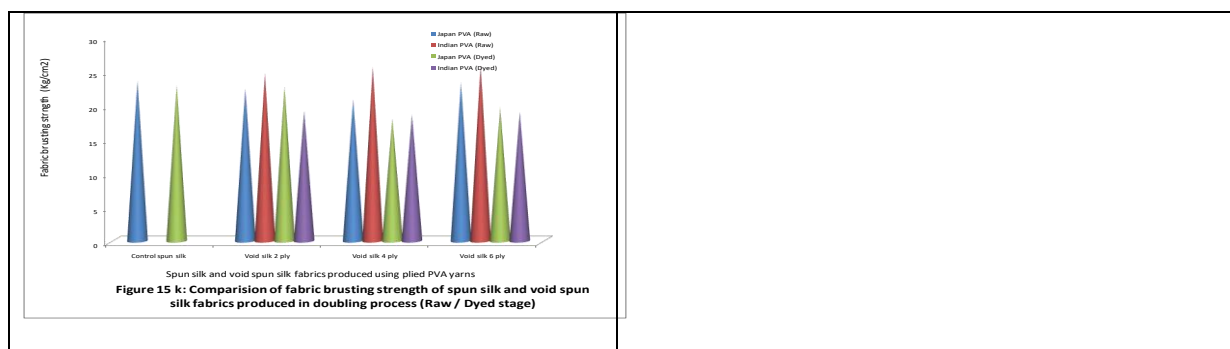 Japan PVA (Raw)
Indian PVA (Raw)
Japan PVA (Dyed)
Indian PVA (Dyed)
Fabric brusting strngth (Kg/cm2)
30
25
20
15
10
5
0
Control spun silk
Void silk 2 ply
Void silk 4 ply
Void silk 6 ply
Spun silk and void spun silk fabrics produced using plied PVA yarns
Figure 15 k: Comparision of fabric brusting strength of spun silk and void spun
silk fabrics produced in doubling process (Raw / Dyed stage)